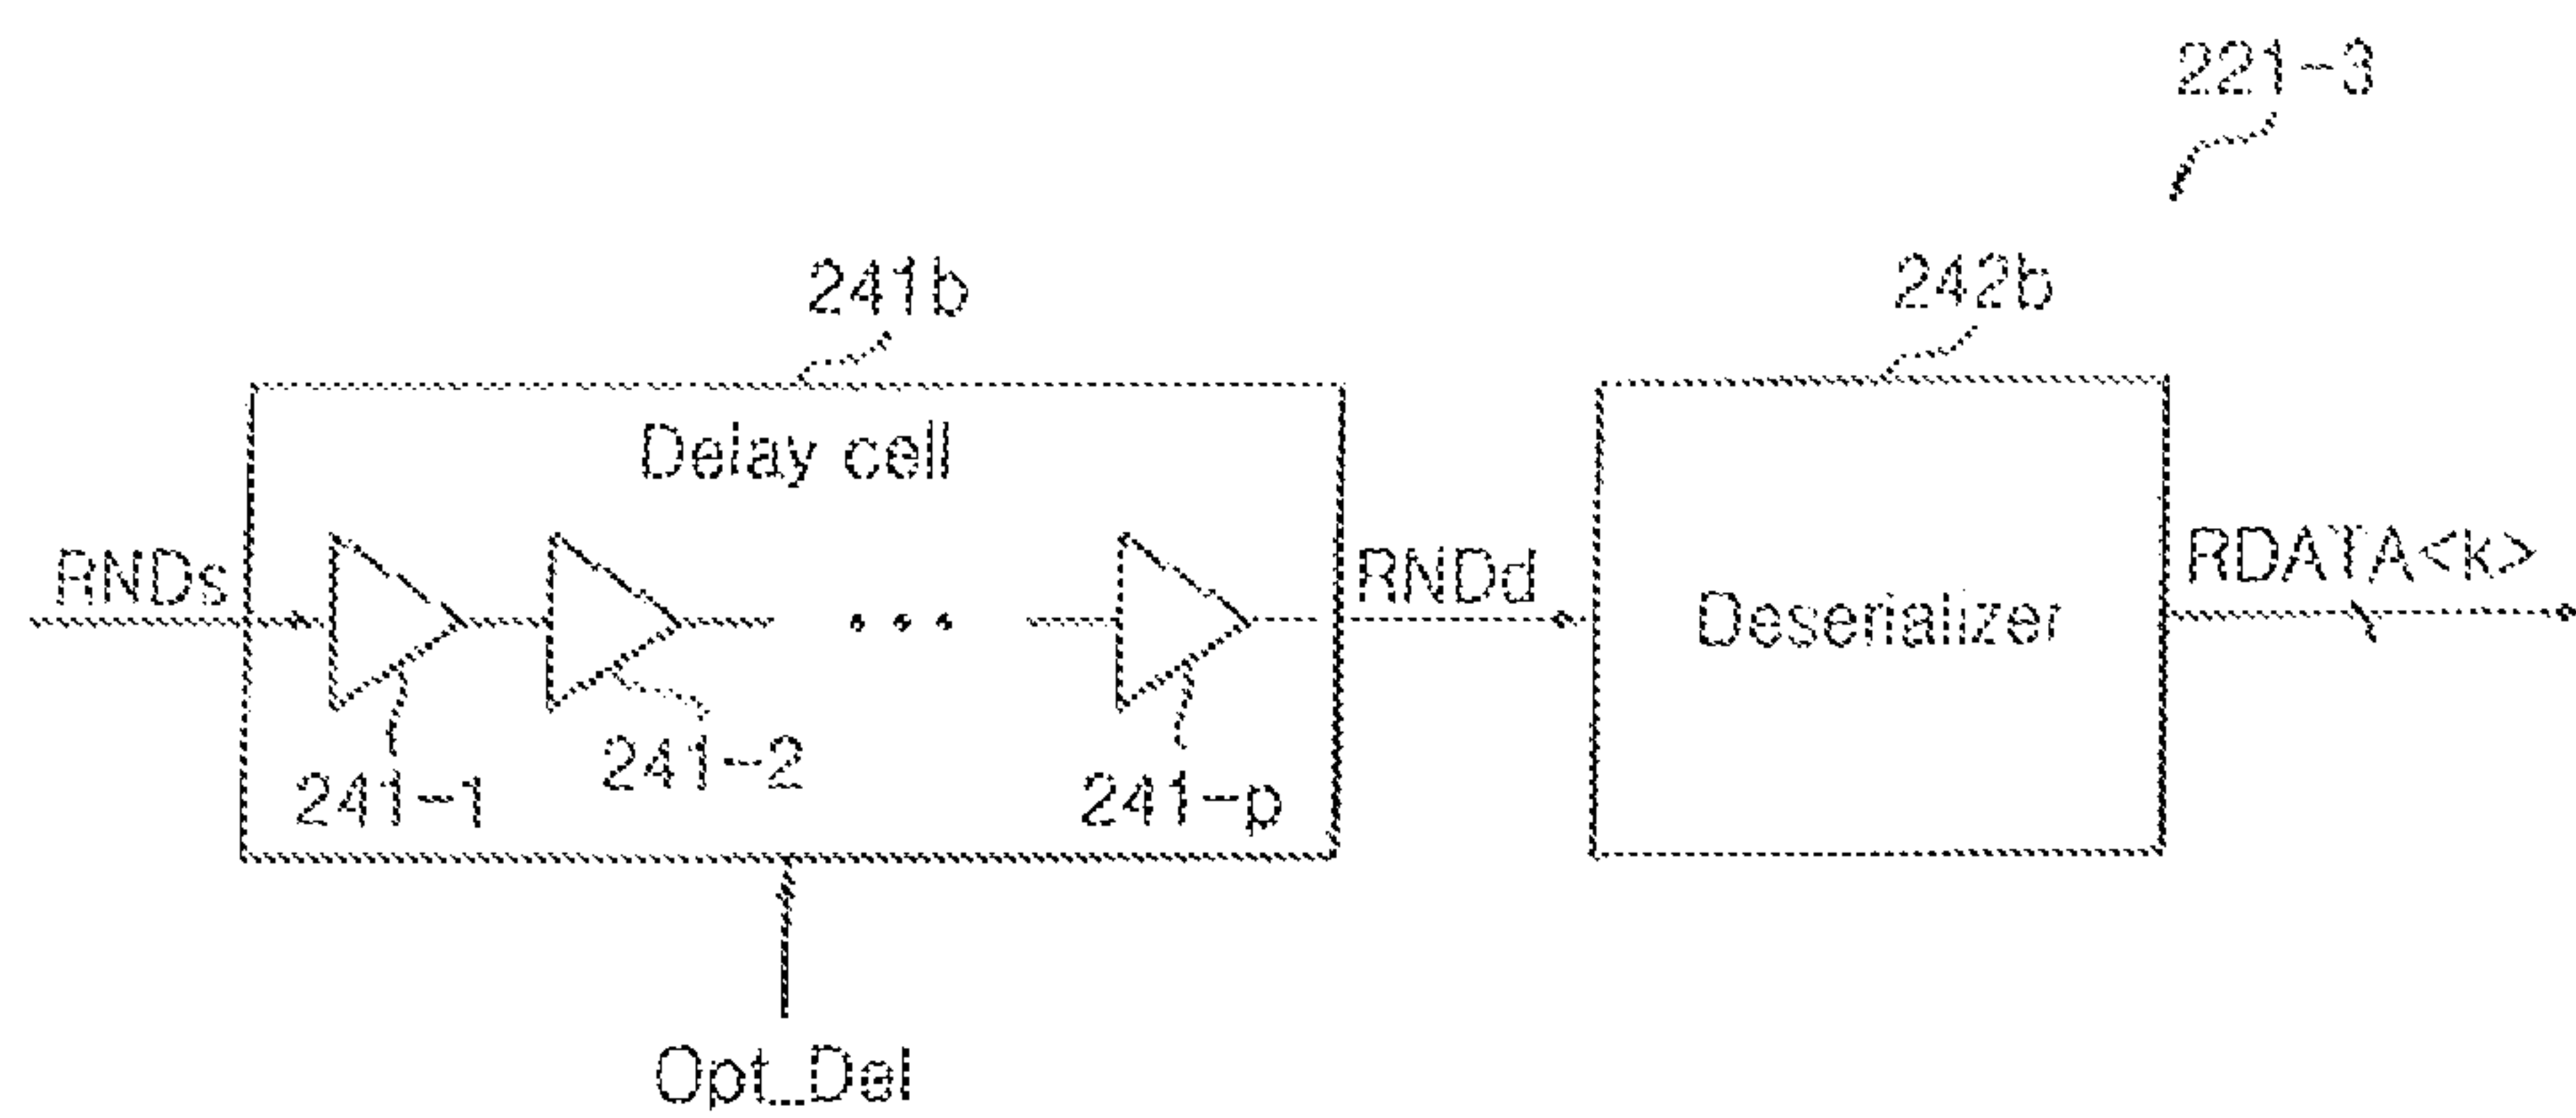 221-3
241b
242b
Delay cell
RNDs
RNDd
RDATA<k>
Deserializer
241-1
241-2
241-p
Opt_Del